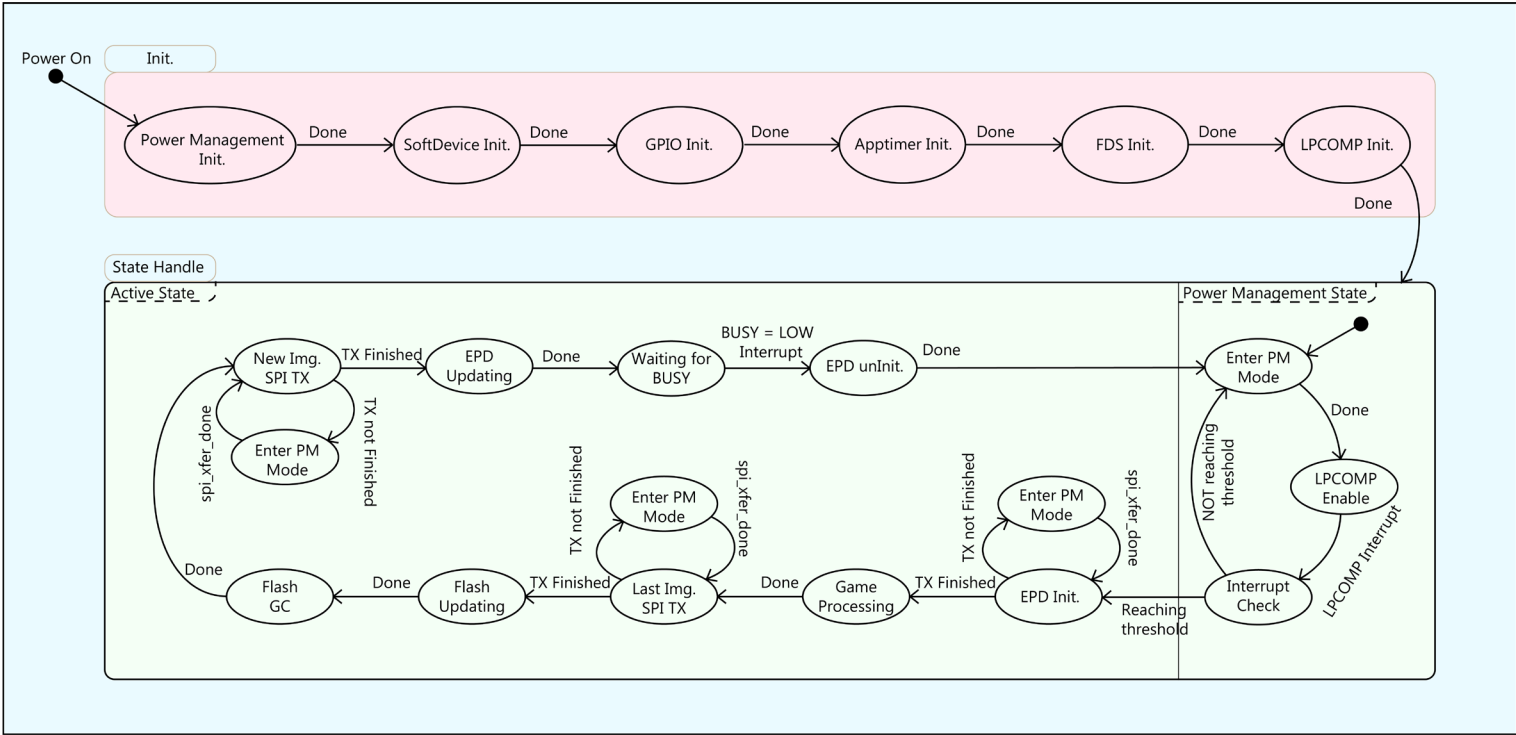 Power On
Init.
Power Management
Init.
Done
SoftDevice Init.
Done
GPIO Init.
Done
Apptimer Init.
Done
FDS Init.
Done
LPCOMP Init.
Done
State Handle
Active State
Power Management State
New Img.
SPI TX
TX Finished
EPD
Updating
Done
Waiting for
BUSY
BUSY = LOW
Interrupt
EPD unInit.
Done
Enter PM
Mode
Done
spi_xfer_done
Enter PM
Mode
TX not Finished
TX not Finished
Enter PM
Mode
spi_xfer_done
TX not Finished
Enter PM
Mode
spi_xfer_done
NOT reaching
threshold
LPCOMP
Enable
LPCOMP Interrupt
Done
Flash
GC
Done
Flash
Updating
TX Finished
Last Img.
SPI TX
Done
Game
Processing
TX Finished
EPD Init.
Reaching
threshold
Interrupt
Check